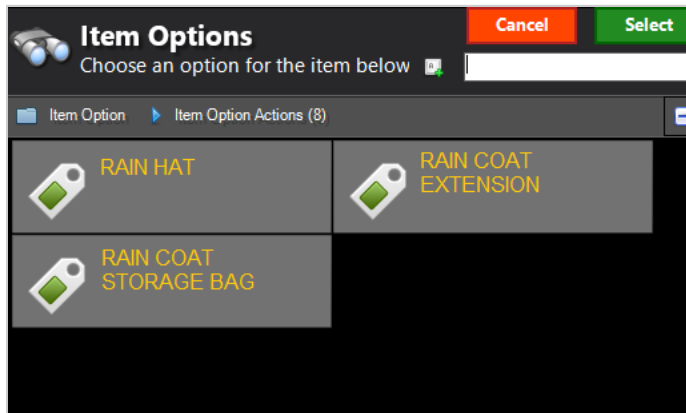 Item Options
Cancel
Select
Choose an option for the item below
Item Option
Item Option Actions (8)
RAIN HAT
RAIN COAT
EXTENSION
RAIN COAT
STORAGE BAG